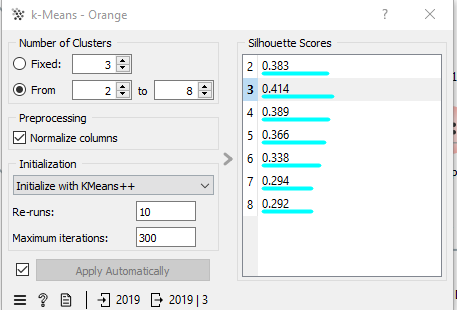 k-Means - Orange
? ×
Number of Clusters
Fixed: 3
From 2 to 8
Preprocessing
Normalize columns
Initialization
Initialize with KMeans++
Re-runs: 10
Maximum iterations: 300
Apply Automatically
? 2019 2019 | 3
Silhouette Scores
2 0.383
3 0.414
4 0.389
5 0.366
6 0.338
7 0.294
8 0.292